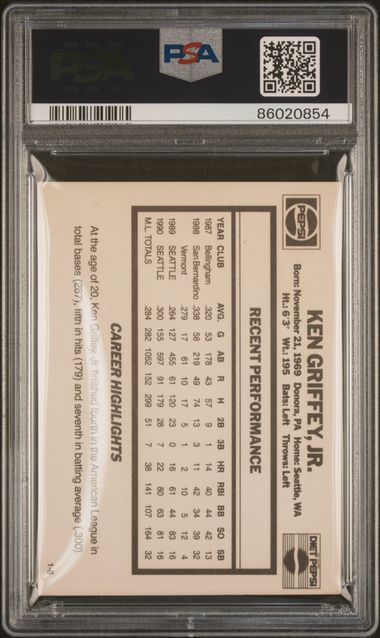 PSA
PSA
86020854
PEPSI
KEN GRIFFEY, JR.
DIET PEPSI
Born: November 21, 1969 Donora, PA Home: Seattle, WA
Ht.: 6'3" Wt.: 195 Bats: Left Throws: Left
RECENT PERFORMANCE
YEAR CLUB AVG. G AB R H 2B 3B HR RBI BB SO SB
1987 Bellingham .320 53 178 43 57 9 1 14 40 44 42 13
1988 San Bernardino .338 58 219 49 74 13 3 11 42 34 39 32
Vermont .279 17 61 10 17 5 1 2 10 5 12 4
1989 SEATTLE .264 127 455 61 120 23 0 16 61 44 83 16
1990 SEATTLE .300 155 597 91 179 28 7 22 80 63 81 16
M.L. TOTALS .284 282 1052 152 299 51 7 38 141 107 164 32
CAREER HIGHLIGHTS
At the age of 20, Ken Griffey, Jr. finished fourth in the American League in
total bases (287), fifth in hits (179) and seventh in batting average (.300).